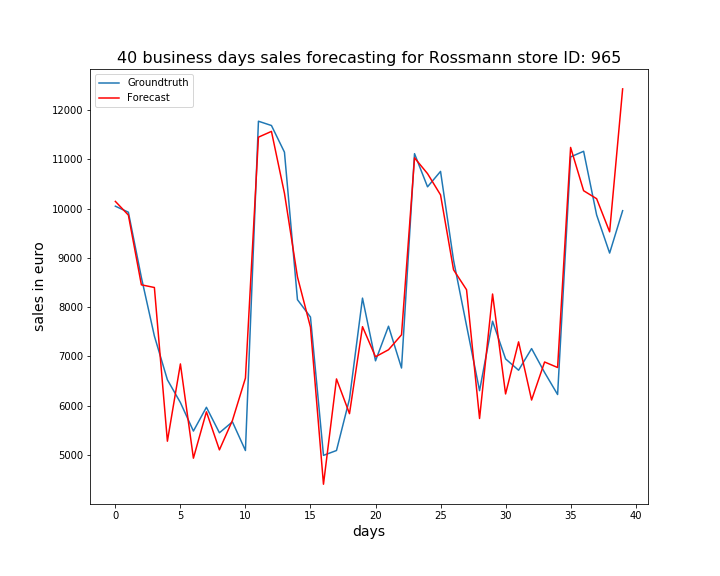 40 business days sales forecasting for Rossmann store ID: 965
Groundtruth
Forecast
12000
11000
10000
9000
8000
7000
6000
5000
sales in euro
0 5 10 15 20 25 30 35 40
days